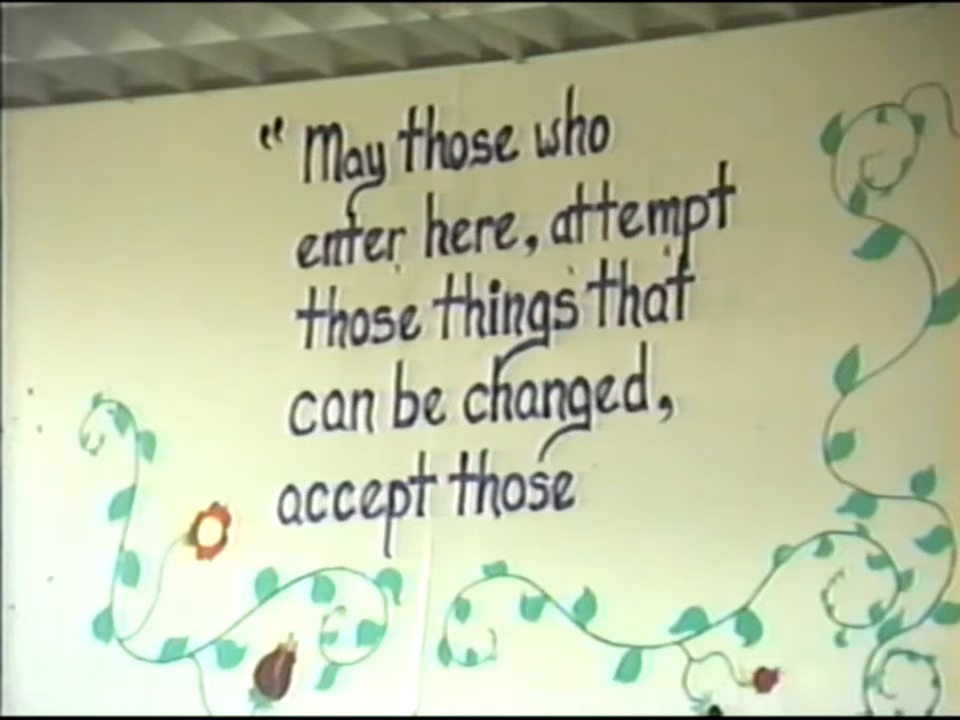 "May those who
enter here, attempt
those things that
can be changed,
accept those